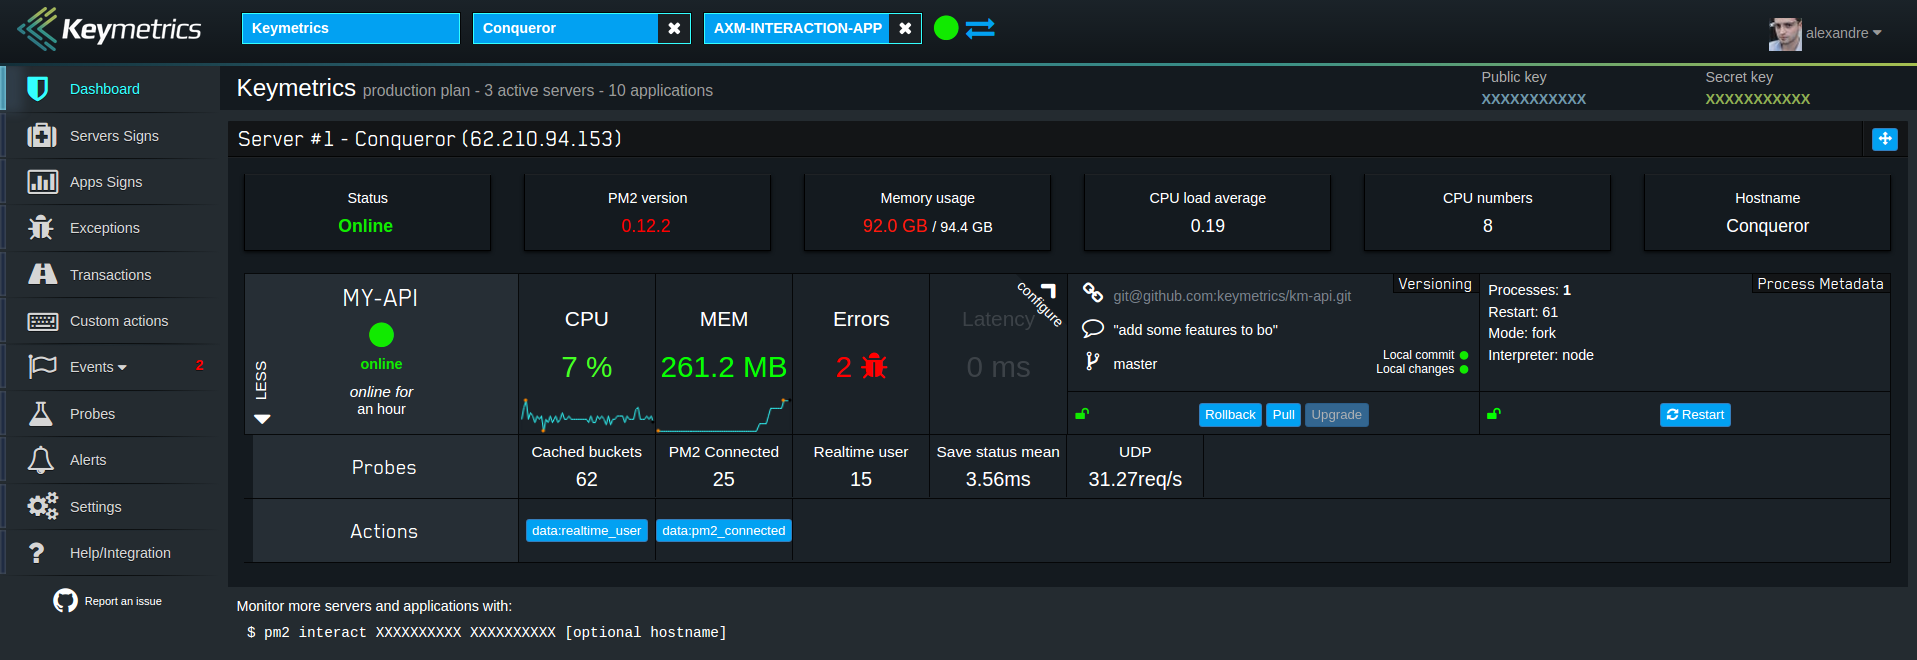 Keymetrics
Keymetrics
Conqueror
AXM-INTERACTION-APP
alexandre
Dashboard
Servers Signs
Apps Signs
Exceptions
Transactions
Custom actions
Events 2
Probes
Alerts
Settings
Help/Integration
Report an issue
Keymetrics production plan - 3 active servers - 10 applications
Public key
XXXXXXXXXXX
Secret key
XXXXXXXXXXX
Server #1 - Conqueror (62.210.94.153)
Status
Online
PM2 version
0.12.2
Memory usage
92.0 GB / 94.4 GB
CPU load average
0.19
CPU numbers
8
Hostname
Conqueror
LESS
MY-API
online
online for
an hour
CPU
7 %
MEM
261.2 MB
Errors
2
configure
Latency
0 ms
Versioning
git@github.com:keymetrics/km-api.git
"add some features to bo"
master
Local commit
Local changes
Rollback
Pull
Upgrade
Process Metadata
Processes: 1
Restart: 61
Mode: fork
Interpreter: node
Restart
Probes
Cached buckets
62
PM2 Connected
25
Realtime user
15
Save status mean
3.56ms
UDP
31.27req/s
Actions
data:realtime_user
data:pm2_connected
Monitor more servers and applications with:
$ pm2 interact XXXXXXXXXX XXXXXXXXXX [optional hostname]